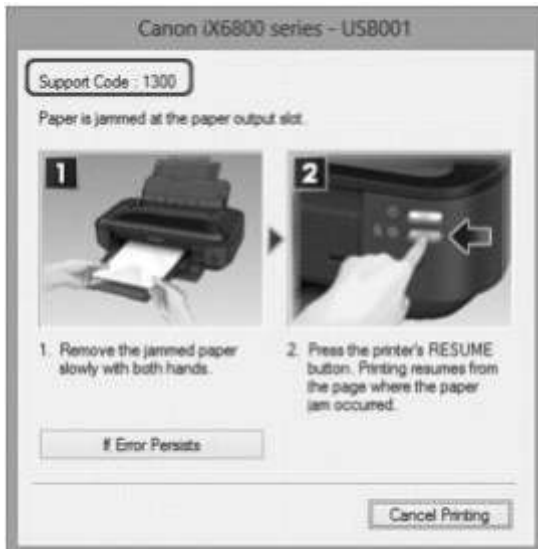 Canon iX6800 series - USB001
Support Code : 1300
Paper is jammed at the paper output slot.
1
2
1. Remove the jammed paper
slowly with both hands.
2. Press the printer's RESUME
button. Printing resumes from
the page where the paper
jam occurred.
If Error Persists
Cancel Printing